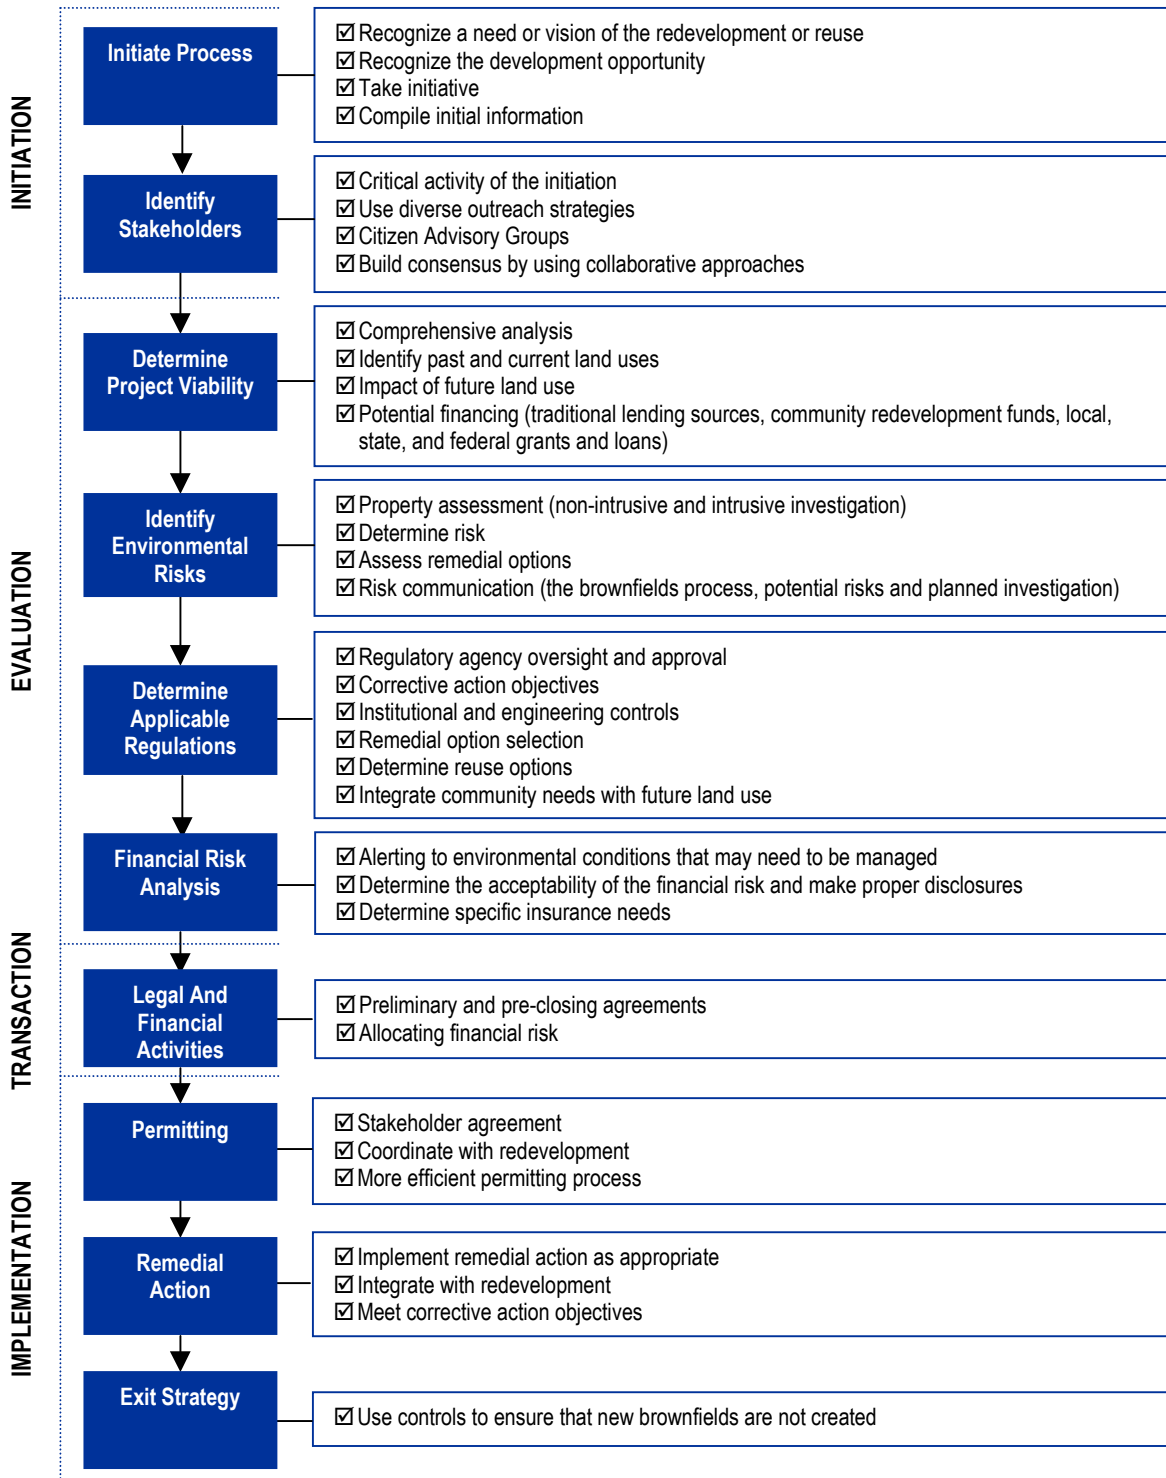 INITIATION
Initiate Process
☑ Recognize a need or vision of the redevelopment or reuse
☑ Recognize the development opportunity
☑ Take initiative
☑ Compile initial information
Identify
Stakeholders
☑ Critical activity of the initiation
☑ Use diverse outreach strategies
☑ Citizen Advisory Groups
☑ Build consensus by using collaborative approaches
EVALUATION
Determine
Project Viability
☑ Comprehensive analysis
☑ Identify past and current land uses
☑ Impact of future land use
☑ Potential financing (traditional lending sources, community redevelopment funds, local,
state, and federal grants and loans)
Identify
Environmental
Risks
☑ Property assessment (non-intrusive and intrusive investigation)
☑ Determine risk
☑ Assess remedial options
☑ Risk communication (the brownfields process, potential risks and planned investigation)
Determine
Applicable
Regulations
☑ Regulatory agency oversight and approval
☑ Corrective action objectives
☑ Institutional and engineering controls
☑ Remedial option selection
☑ Determine reuse options
☑ Integrate community needs with future land use
Financial Risk
Analysis
☑ Alerting to environmental conditions that may need to be managed
☑ Determine the acceptability of the financial risk and make proper disclosures
☑ Determine specific insurance needs
TRANSACTION
Legal And
Financial
Activities
☑ Preliminary and pre-closing agreements
☑ Allocating financial risk
IMPLEMENTATION
Permitting
☑ Stakeholder agreement
☑ Coordinate with redevelopment
☑ More efficient permitting process
Remedial
Action
☑ Implement remedial action as appropriate
☑ Integrate with redevelopment
☑ Meet corrective action objectives
Exit Strategy
☑ Use controls to ensure that new brownfields are not created